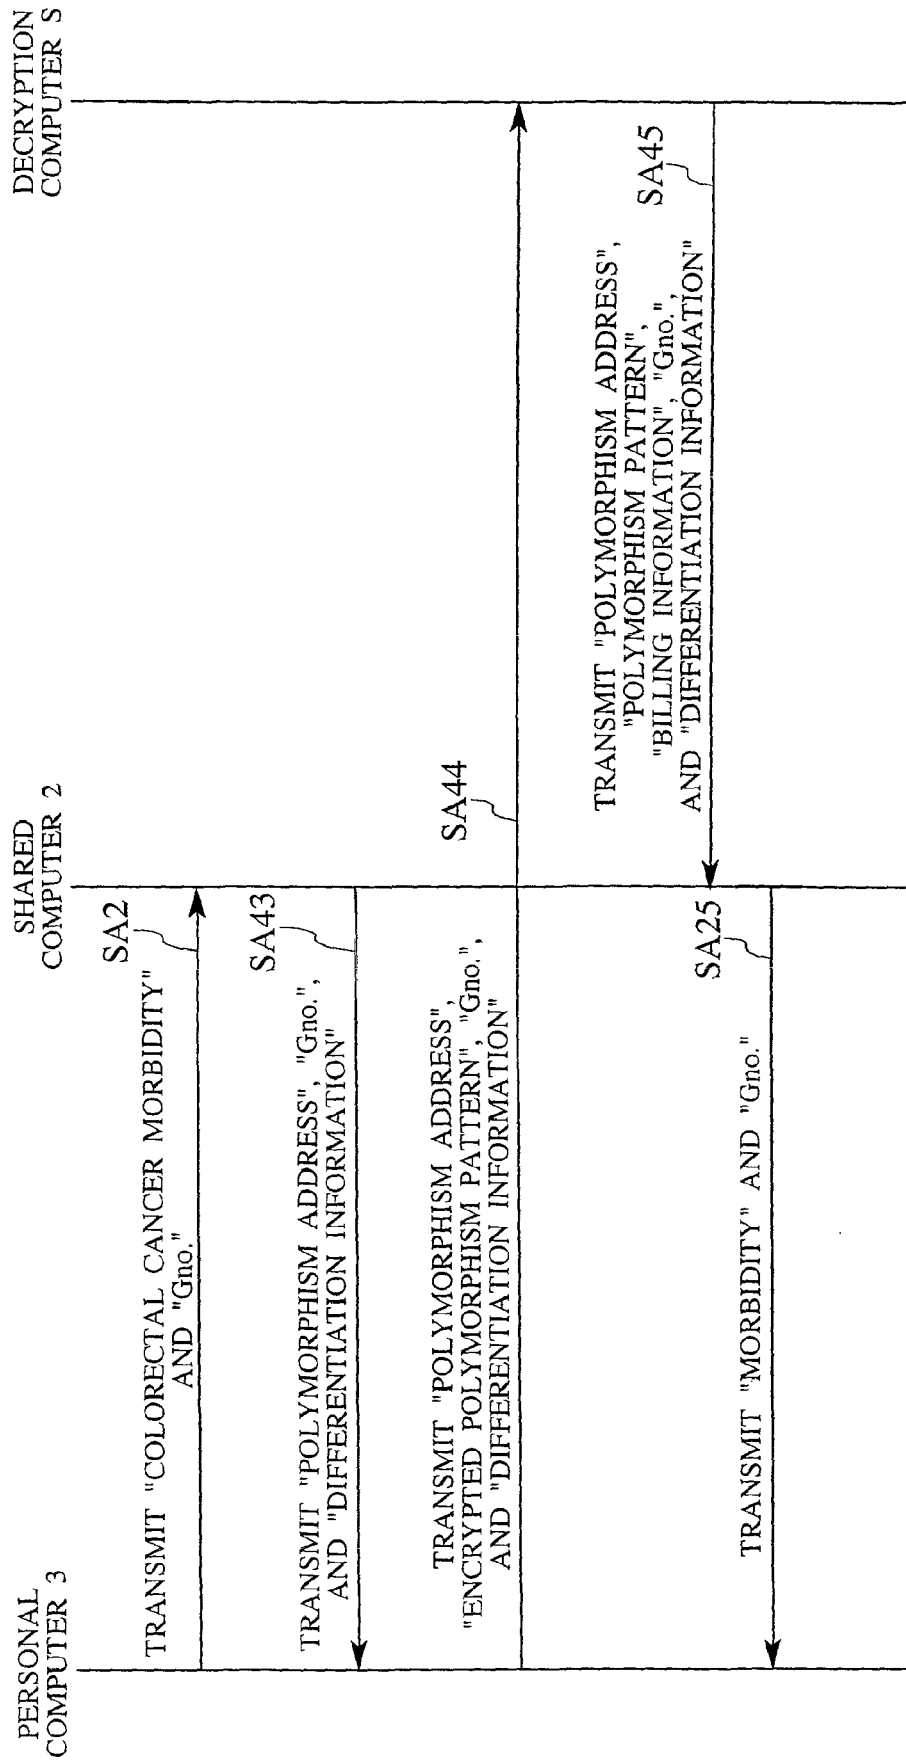 PERSONAL
COMPUTER 3
SHARED
COMPUTER 2
DECRYPTION
COMPUTER S
TRANSMIT "COLORECTAL CANCER MORBIDITY"
AND "Gno."
SA2
TRANSMIT "POLYMORPHISM ADDRESS", "Gno.",
AND "DIFFERENTIATION INFORMATION"
SA43
TRANSMIT "POLYMORPHISM ADDRESS",
"ENCRYPTED POLYMORPHISM PATTERN", "Gno.",
AND "DIFFERENTIATION INFORMATION"
SA44
TRANSMIT "POLYMORPHISM ADDRESS",
"POLYMORPHISM PATTERN",
"BILLING INFORMATION", "Gno.",
AND "DIFFERENTIATION INFORMATION"
SA45
TRANSMIT "MORBIDITY" AND "Gno."
SA25